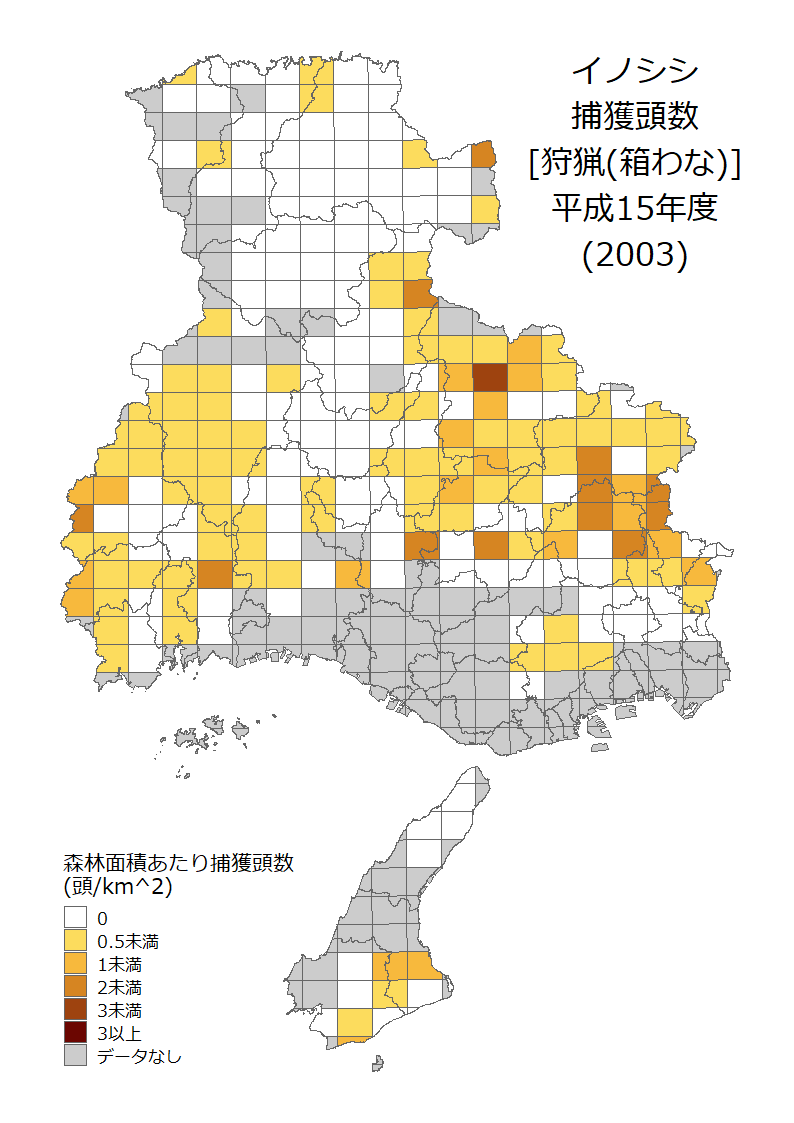 イノシシ
捕獲頭数
[狩猟(箱わな)]
平成15年度
(2003)
森林面積あたり捕獲頭数
(頭/km^2)
0
0.5未満
1未満
2未満
3未満
3以上
データなし